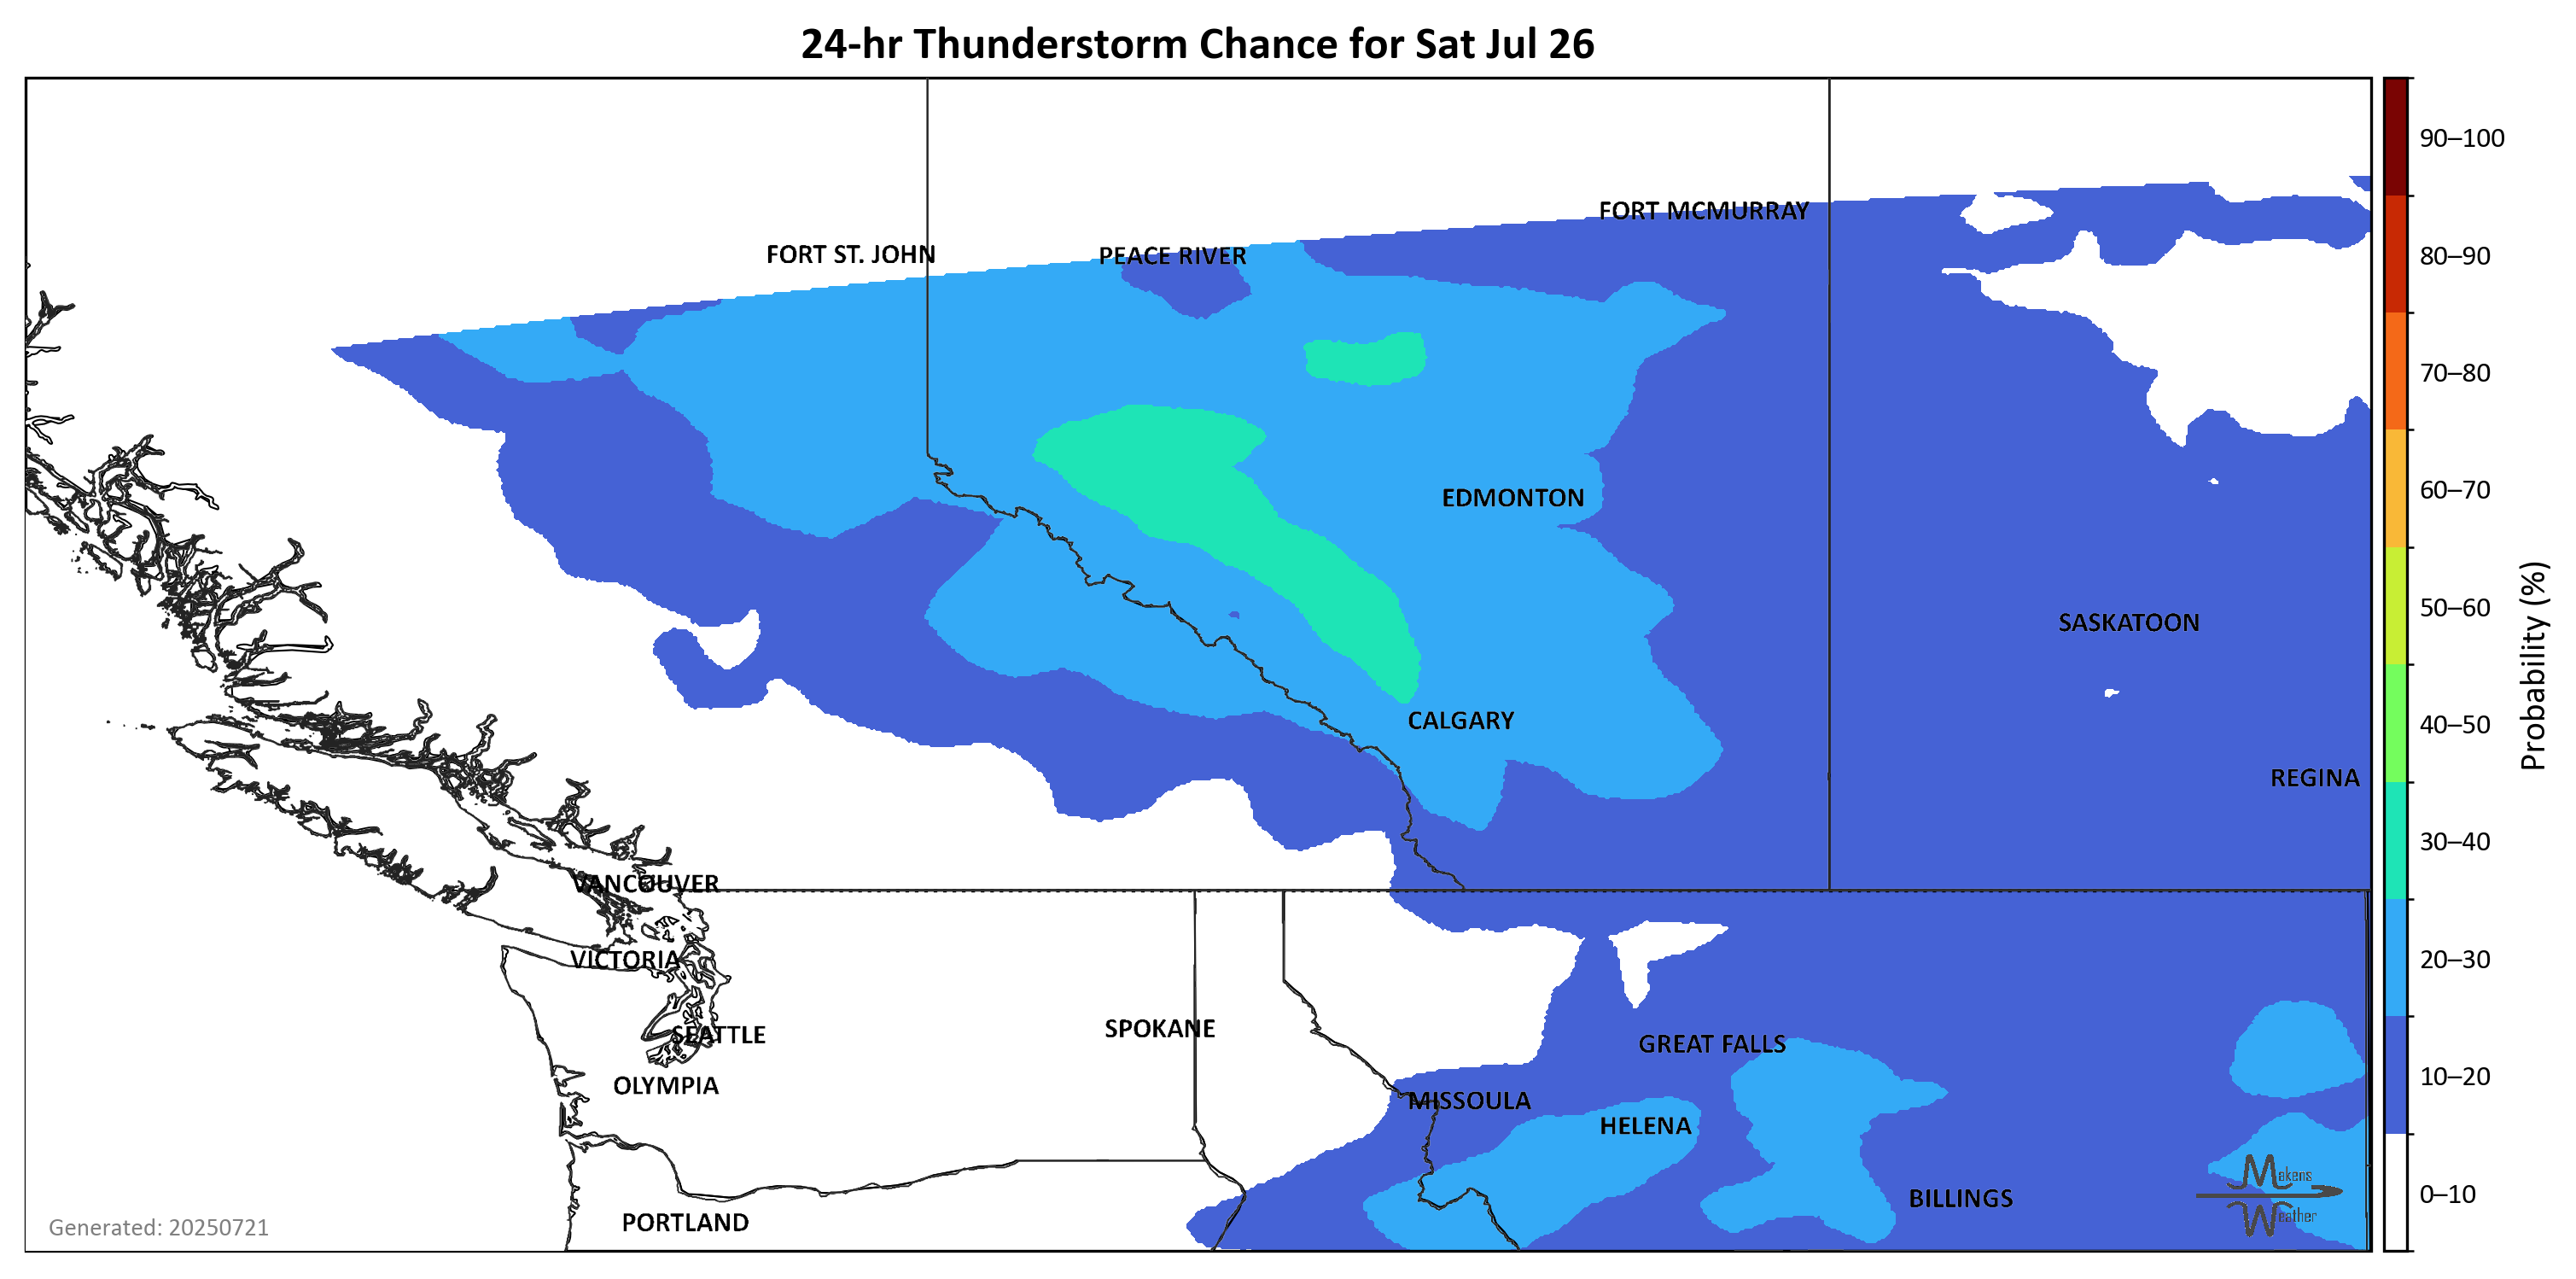 24-hr Thunderstorm Chance for Sat Jul 26
FORT MCMURRAY
FORT ST. JOHN
PEACE RIVER
EDMONTON
SASKATOON
CALGARY
REGINA
VANCOUVER
VICTORIA
SPOKANE
SEATTLE
GREAT FALLS
OLYMPIA
MISSOULA
HELENA
BILLINGS
PORTLAND
Makens
Weather
Generated: 20250721
90–100
80–90
70–80
60–70
50–60
40–50
30–40
20–30
10–20
0–10
Probability (%)